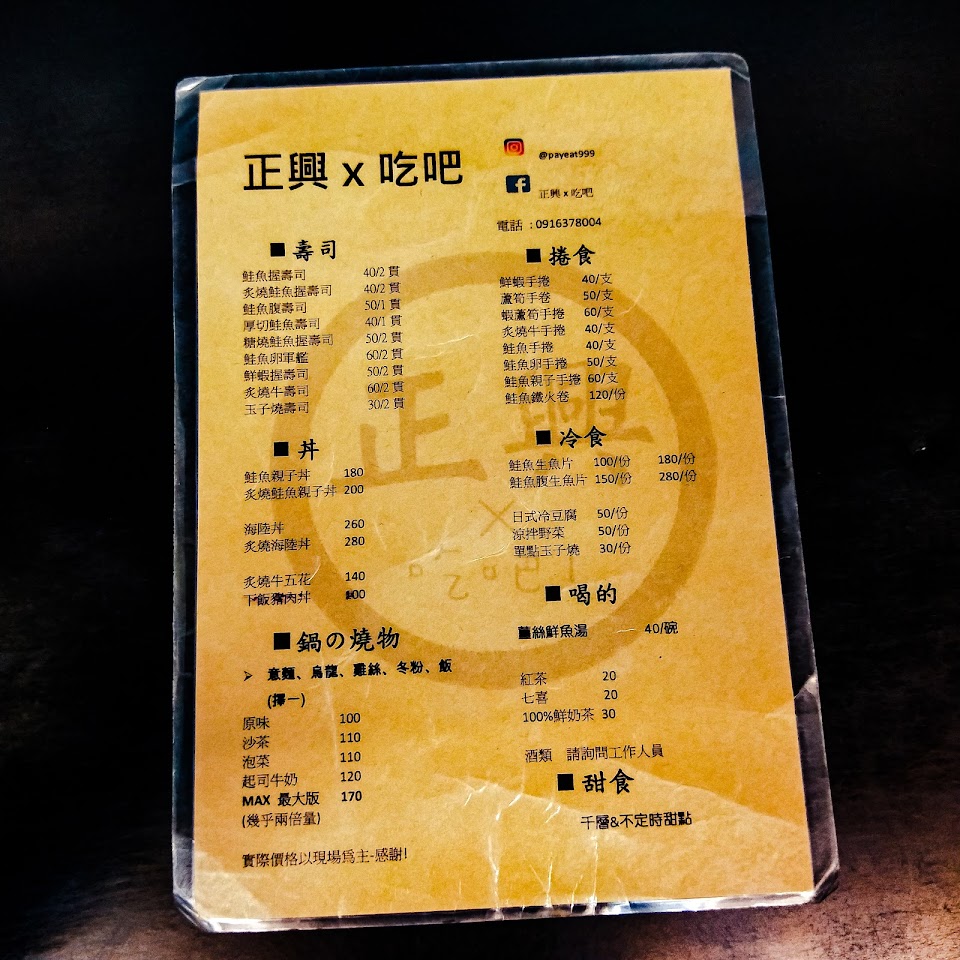 正興 x 吃吧
@payeat999
正興 x 吃吧
電話 : 0916378004
■ 壽司
鮭魚握壽司 40/2 貫
炙燒鮭魚握壽司 40/2 貫
鮭魚腹壽司 50/1 貫
厚切鮭魚壽司 40/1 貫
糖燒鮭魚握壽司 50/2 貫
鮭魚卵軍艦 60/2 貫
鮮蝦握壽司 50/2 貫
炙燒牛壽司 60/2 貫
玉子燒壽司 30/2 貫
■ 丼
鮭魚親子丼 180
炙燒鮭魚親子丼 200
海陸丼 260
炙燒海陸丼 280
炙燒牛五花 140
下飯豬肉丼 100
■ 鍋の燒物
➢ 意麵、烏龍、雞絲、冬粉、飯
(擇一)
原味 100
沙茶 110
泡菜 110
起司牛奶 120
MAX 最大版 170
(幾乎兩倍量)
實際價格以現場為主-感謝!
■ 捲食
鮮蝦手捲 40/支
蘆筍手卷 50/支
蝦蘆筍手捲 60/支
炙燒牛手捲 40/支
鮭魚手捲 40/支
鮭魚卵手捲 50/支
鮭魚親子手捲 60/支
鮭魚鐵火卷 120/份
■ 冷食
鮭魚生魚片 100/份 180/份
鮭魚腹生魚片 150/份 280/份
日式冷豆腐 50/份
涼拌野菜 50/份
單點玉子燒 30/份
■ 喝的
薑絲鮮魚湯 40/碗
紅茶 20
七喜 20
100%鮮奶茶 30
酒類 請詢問工作人員
■ 甜食
千層&不定時甜點
正興
x
吃吧!